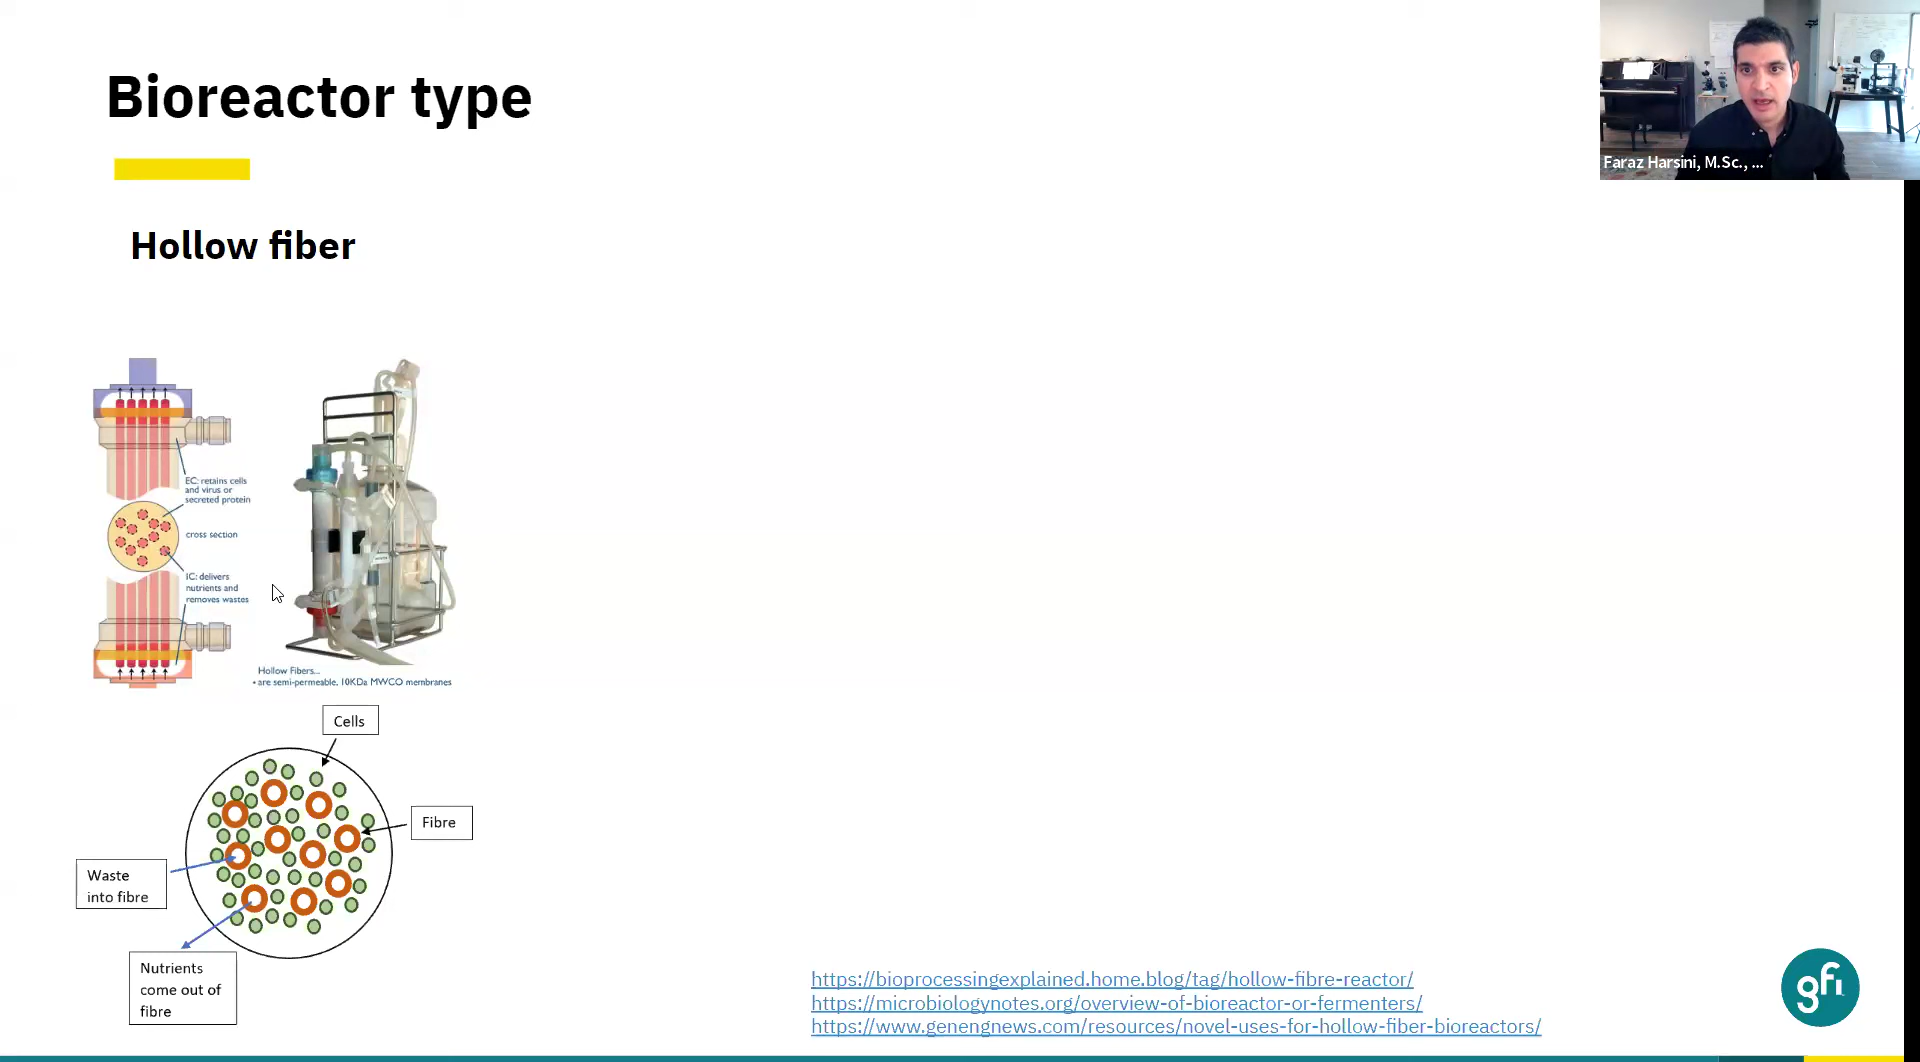 Bioreactor type
Faraz Harsini, M.Sc., ...
Hollow fiber
EC: retains cells
and virus or
secreted protein
cross section
IC: delivers
nutrients and
removes wastes
Hollow Fibers...
• are semi-permeable, 10KDa MWCO membranes
Cells
Fibre
Waste
into fibre
Nutrients
come out of
fibre
https://bioprocessingexplained.home.blog/tag/hollow-fibre-reactor/
https://microbiologynotes.org/overview-of-bioreactor-or-fermenters/
https://www.genengnews.com/resources/novel-uses-for-hollow-fiber-bioreactors/
gfi